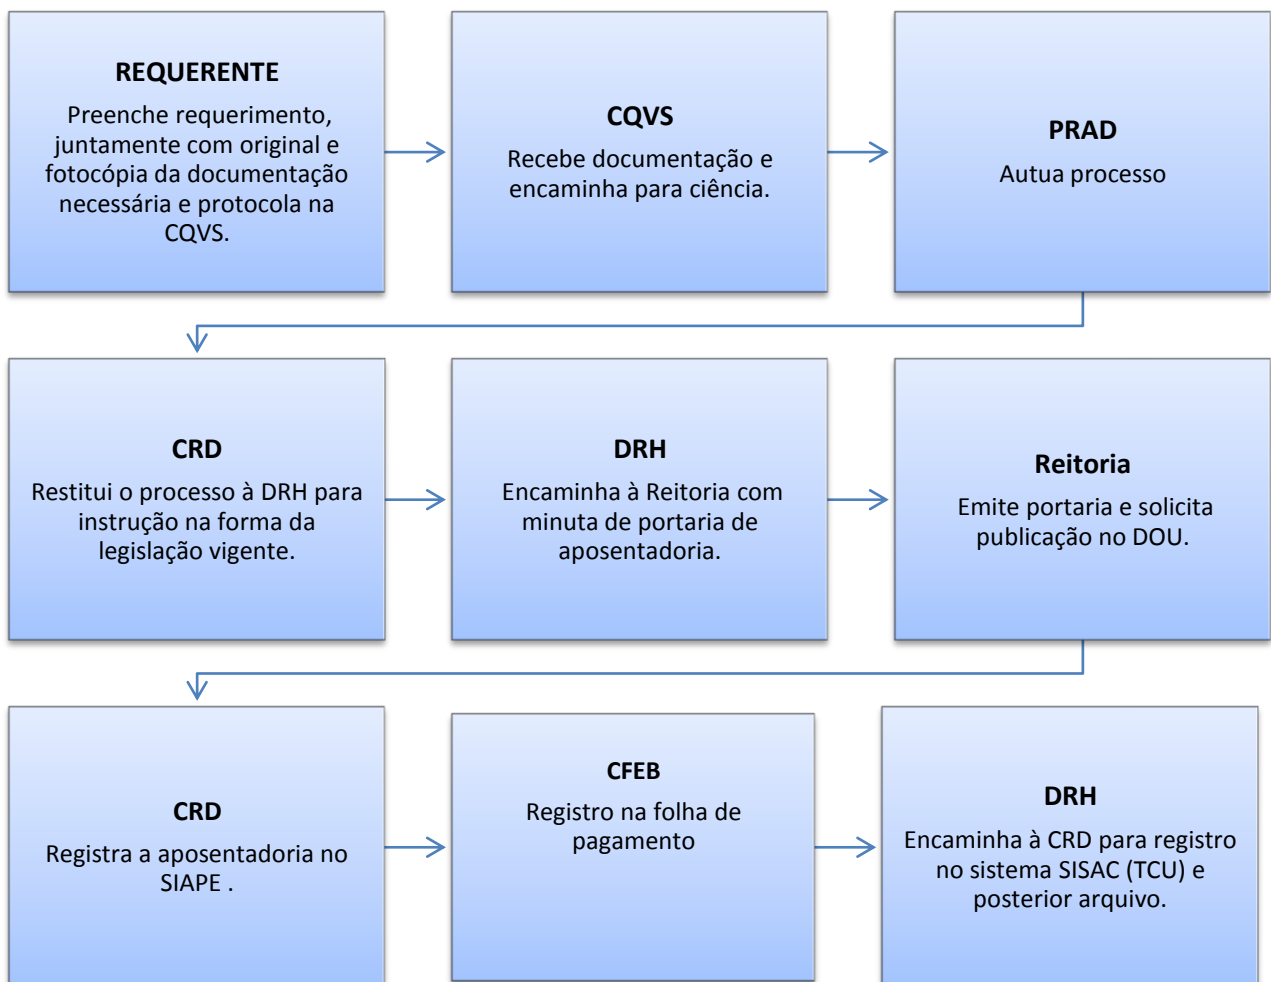 REQUERENTE
Preenche requerimento,
juntamente com original e
fotocópia da documentação
necessária e protocola na
CQVS.
CQVS
Recebe documentação e
encaminha para ciência.
PRAD
Autua processo
CRD
Restitui o processo à DRH para
instrução na forma da
legislação vigente.
DRH
Encaminha à Reitoria com
minuta de portaria de
aposentadoria.
Reitoria
Emite portaria e solicita
publicação no DOU.
CRD
Registra a aposentadoria no
SIAPE .
CFEB
Registro na folha de
pagamento
DRH
Encaminha à CRD para registro
no sistema SISAC (TCU) e
posterior arquivo.